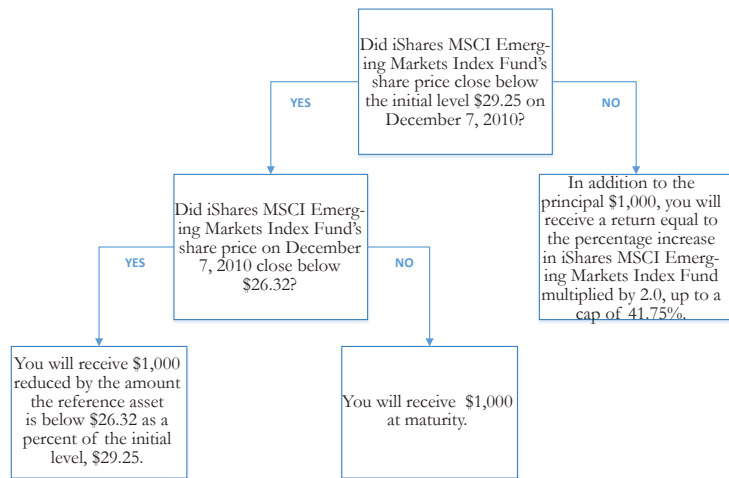 Did iShares MSCI Emerg-
ing Markets Index Fund's
share price close below
the initial level $29.25 on
December 7, 2010?
YES
NO
Did iShares MSCI Emerg-
ing Markets Index Fund's
share price on December
7, 2010 close below
$26.32?
In addition to the
principal $1,000, you will
receive a return equal to
the percentage increase
in iShares MSCI Emerg-
ing Markets Index Fund
multiplied by 2.0, up to a
cap of 41.75%.
YES
NO
You will receive $1,000
reduced by the amount
the reference asset
is below $26.32 as a
percent of the initial
level, $29.25.
You will receive $1,000
at maturity.